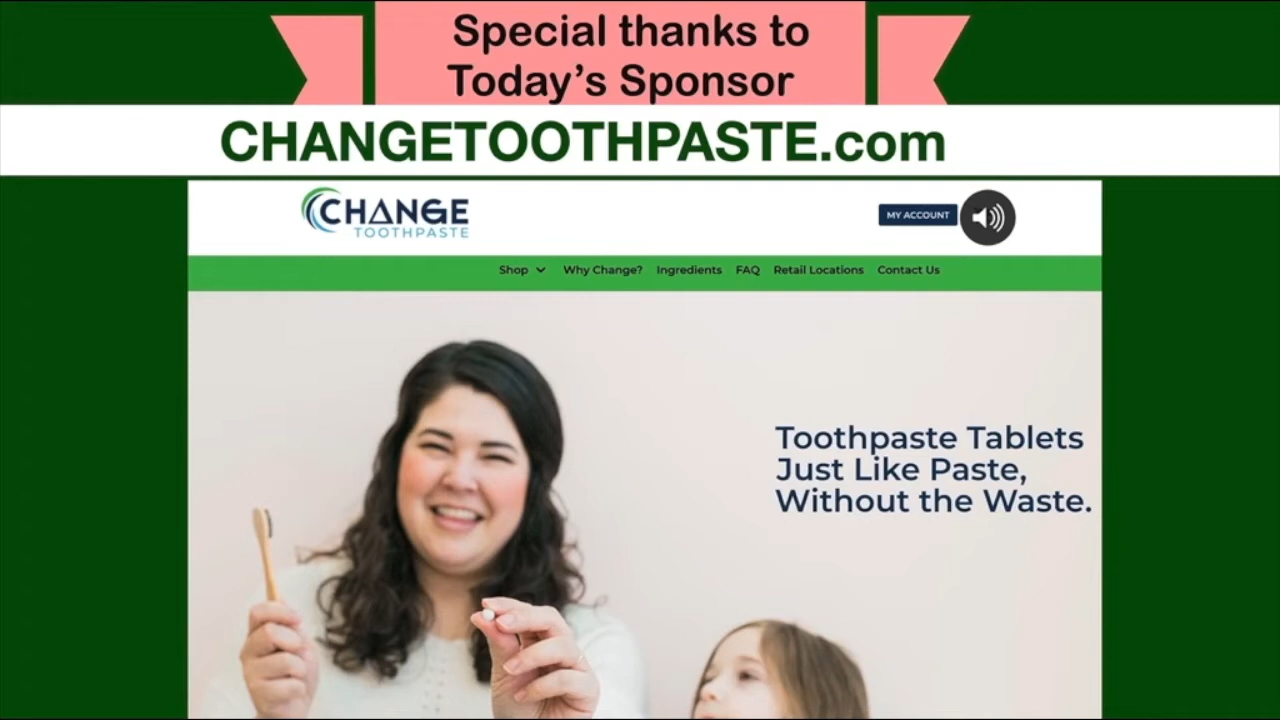 Special thanks to
Today's Sponsor
CHANGETOOTHPASTE.com
CHANGE
TOOTHPASTE
MY ACCOUNT
Shop Why Change? Ingredients FAQ Retail Locations Contact Us
Toothpaste Tablets
Just Like Paste,
Without the Waste.